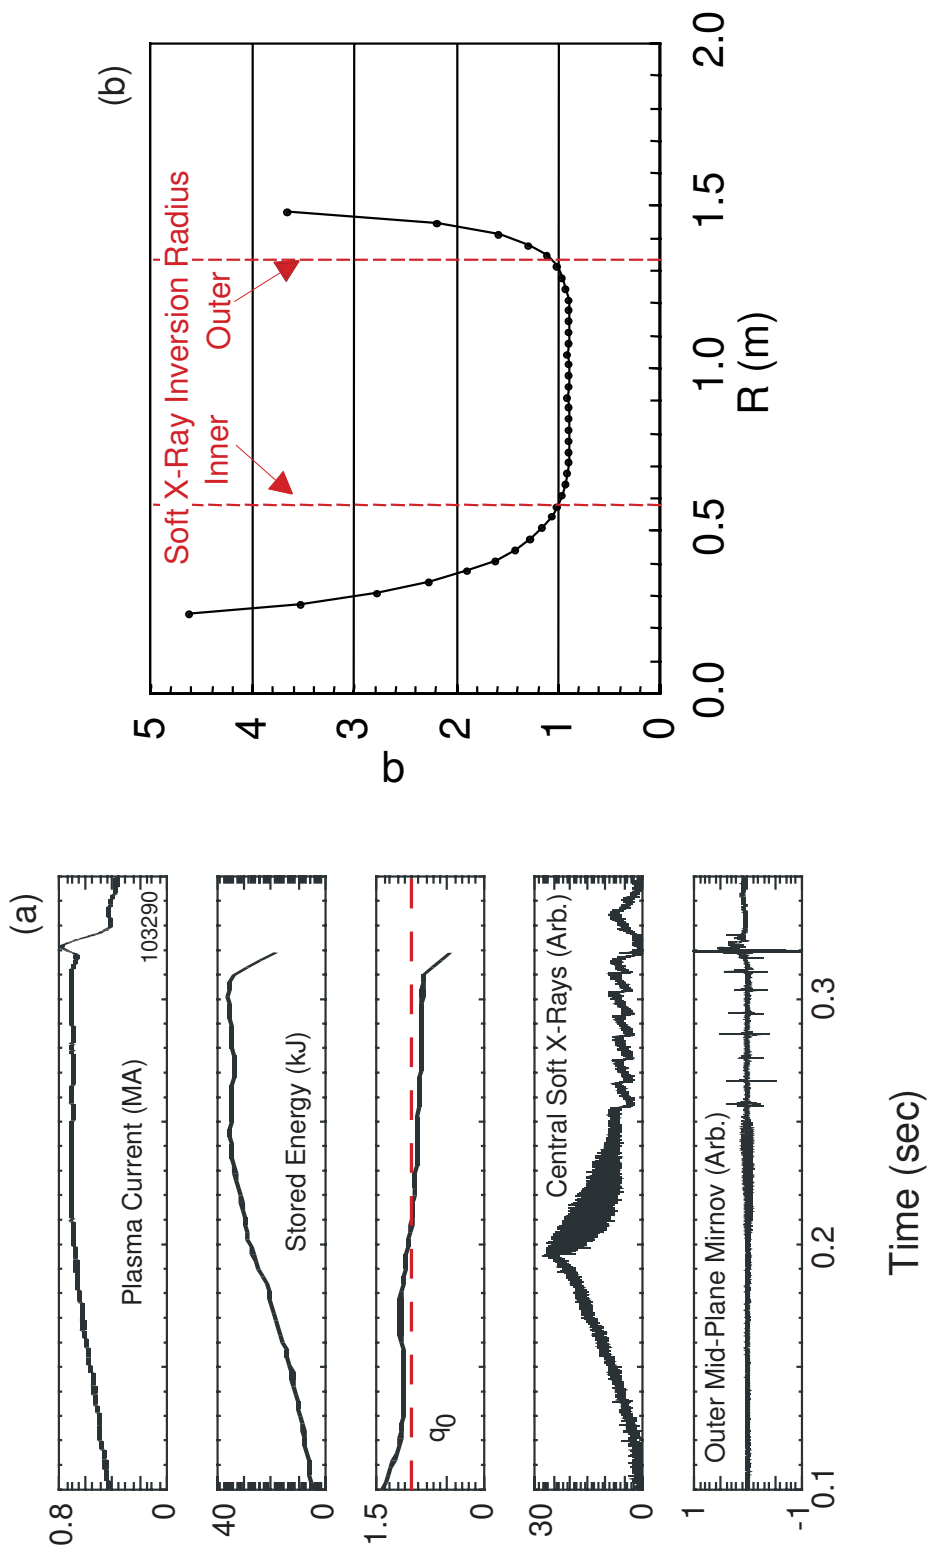 (a)
0.8
0
Plasma Current (MA)
103290
40
0
Stored Energy (kJ)
1.5
0
q0
30
0
Central Soft X-Rays (Arb.)
1
-1
Outer Mid-Plane Mirnov (Arb.)
0.1
0.2
0.3
Time (sec)
(b)
Soft X-Ray Inversion Radius
Inner
Outer
5
4
3
2
1
0
q
0.0
0.5
1.0
1.5
2.0
R (m)